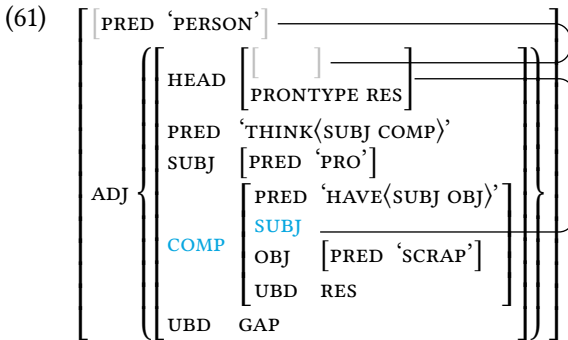 (61)
[PRED ‘PERSON’]
HEAD [ ]
PRONTYPE RES
PRED ‘THINK⟨SUBJ COMP⟩’
SUBJ [PRED ‘PRO’]
ADJ
PRED ‘HAVE⟨SUBJ OBJ⟩’
SUBJ
COMP
OBJ [PRED ‘SCRAP’]
UBD RES
UBD GAP